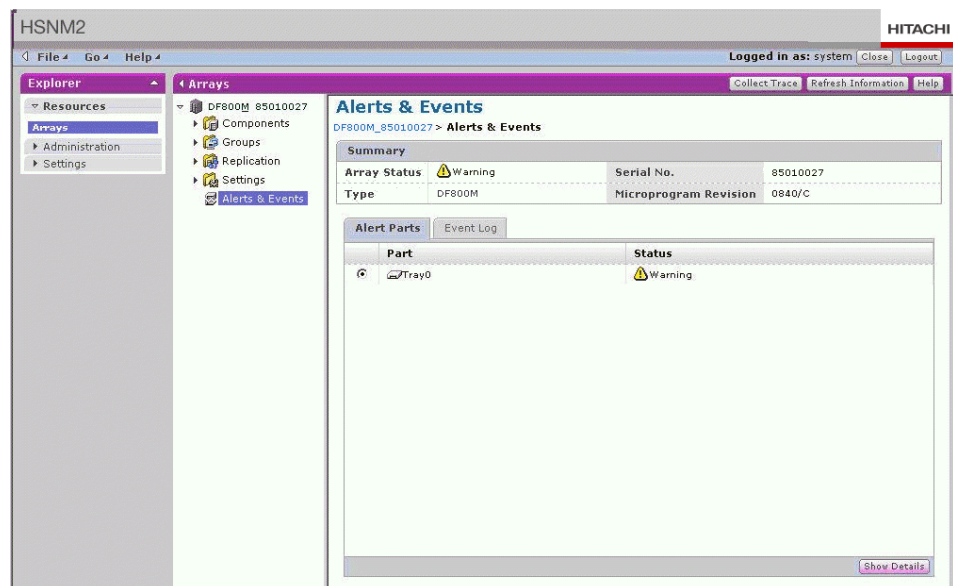 HSNM2
HITACHI
File Go Help
Logged in as: system Close Logout
Explorer
Arrays
Collect Trace Refresh Information Help
Resources
Arrays
Administration
Settings
DF800M 85010027
Components
Groups
Replication
Settings
Alerts & Events
Alerts & Events
DF800M_85010027 > Alerts & Events
Summary
Array Status Warning Serial No. 85010027
Type DF800M Microprogram Revision 0840/C
Alert Parts Event Log
Part Status
Tray0 Warning
Show Details